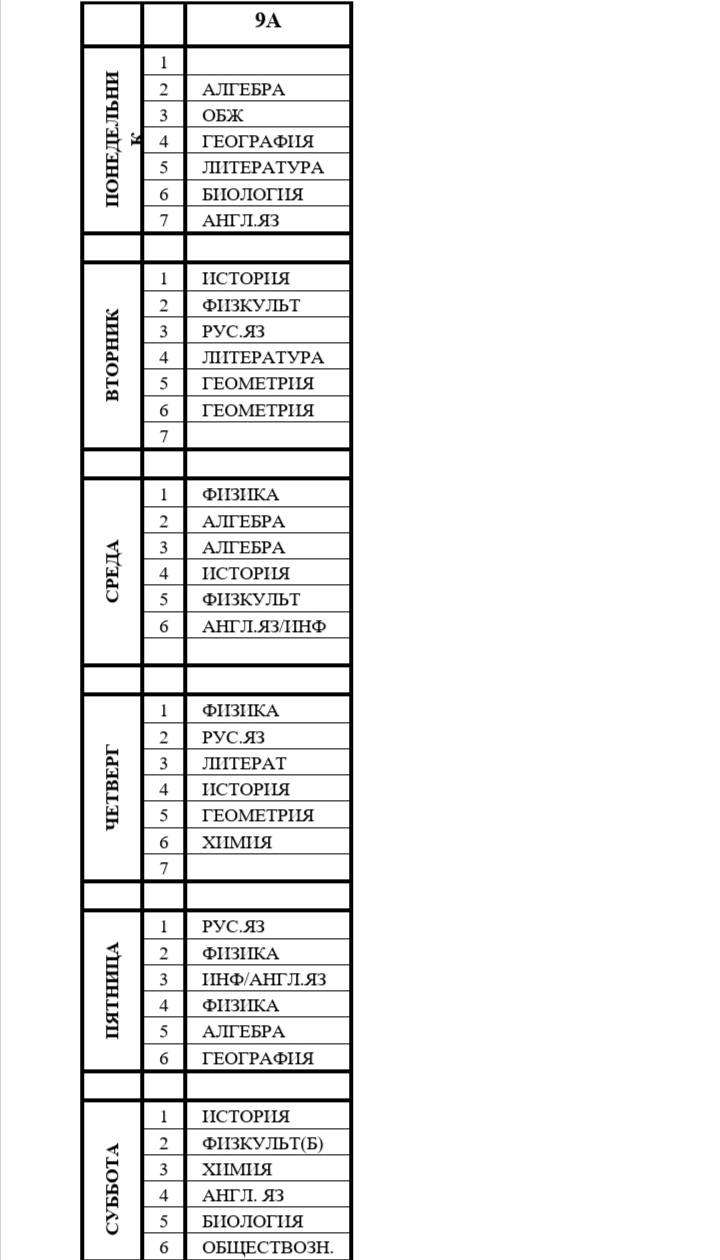 9А
ПОНЕДЕЛЬНИ
К
1
2 АЛГЕБРА
3 ОБЖ
4 ГЕОГРАФИЯ
5 ЛИТЕРАТУРА
6 БИОЛОГИЯ
7 АНГЛ.ЯЗ
ВТОРНИК
1 ИСТОРИЯ
2 ФИЗКУЛЬТ
3 РУС.ЯЗ
4 ЛИТЕРАТУРА
5 ГЕОМЕТРИЯ
6 ГЕОМЕТРИЯ
7
СРЕДА
1 ФИЗИКА
2 АЛГЕБРА
3 АЛГЕБРА
4 ИСТОРИЯ
5 ФИЗКУЛЬТ
6 АНГЛ.ЯЗ/ИНФ
ЧЕТВЕРГ
1 ФИЗИКА
2 РУС.ЯЗ
3 ЛИТЕРАТ
4 ИСТОРИЯ
5 ГЕОМЕТРИЯ
6 ХИМИЯ
7
ПЯТНИЦА
1 РУС.ЯЗ
2 ФИЗИКА
3 ИНФ/АНГЛ.ЯЗ
4 ФИЗИКА
5 АЛГЕБРА
6 ГЕОГРАФИЯ
СУББОТА
1 ИСТОРИЯ
2 ФИЗКУЛЬТ(Б)
3 ХИМИЯ
4 АНГЛ. ЯЗ
5 БИОЛОГИЯ
6 ОБЩЕСТВОЗН.